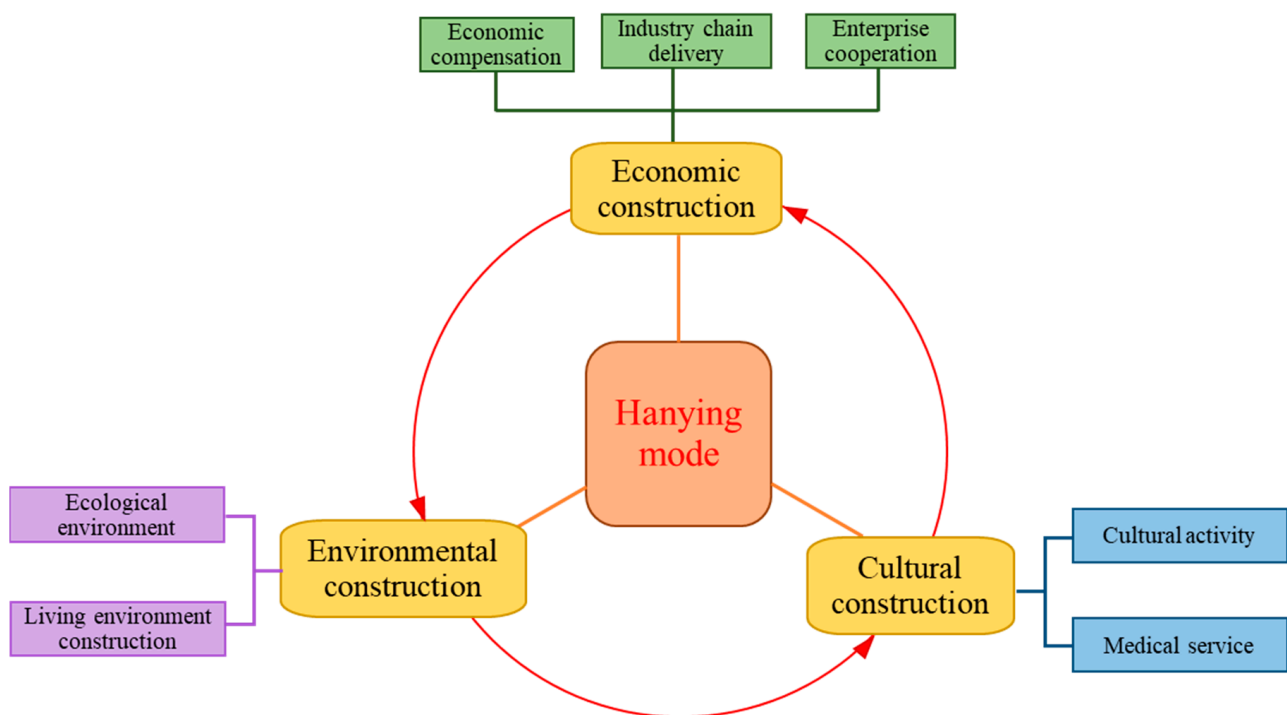 Economic
compensation
Industry chain
delivery
Enterprise
cooperation
Economic
construction
Hanying
mode
Ecological
environment
Living environment
construction
Environmental
construction
Cultural
construction
Cultural activity
Medical service